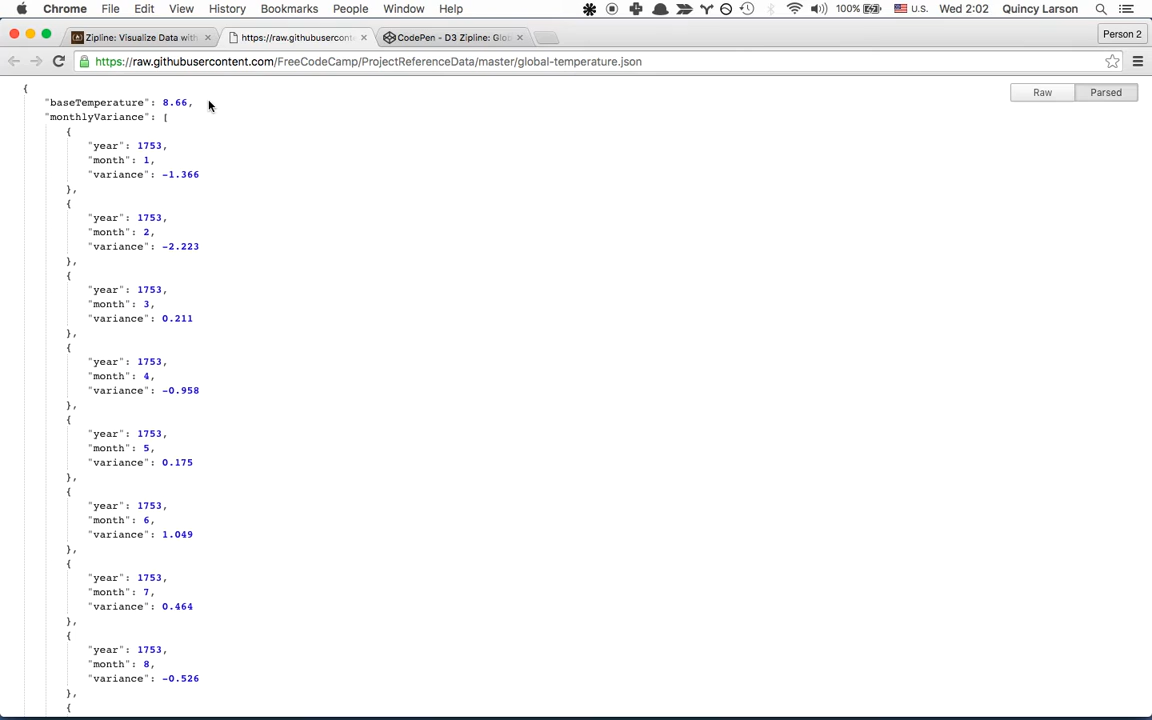 Chrome File Edit View History Bookmarks People Window Help 100% U.S. Wed 2:02 Quincy Larson
Zipline: Visualize Data with https://raw.githubusercont CodePen - D3 Zipline: Glo Person 2
https://raw.githubusercontent.com/FreeCodeCamp/ProjectReferenceData/master/global-temperature.json
Raw Parsed
{
"baseTemperature": 8.66,
"monthlyVariance": [
{
"year": 1753,
"month": 1,
"variance": -1.366
},
{
"year": 1753,
"month": 2,
"variance": -2.223
},
{
"year": 1753,
"month": 3,
"variance": 0.211
},
{
"year": 1753,
"month": 4,
"variance": -0.958
},
{
"year": 1753,
"month": 5,
"variance": 0.175
},
{
"year": 1753,
"month": 6,
"variance": 1.049
},
{
"year": 1753,
"month": 7,
"variance": 0.464
},
{
"year": 1753,
"month": 8,
"variance": -0.526
},
{